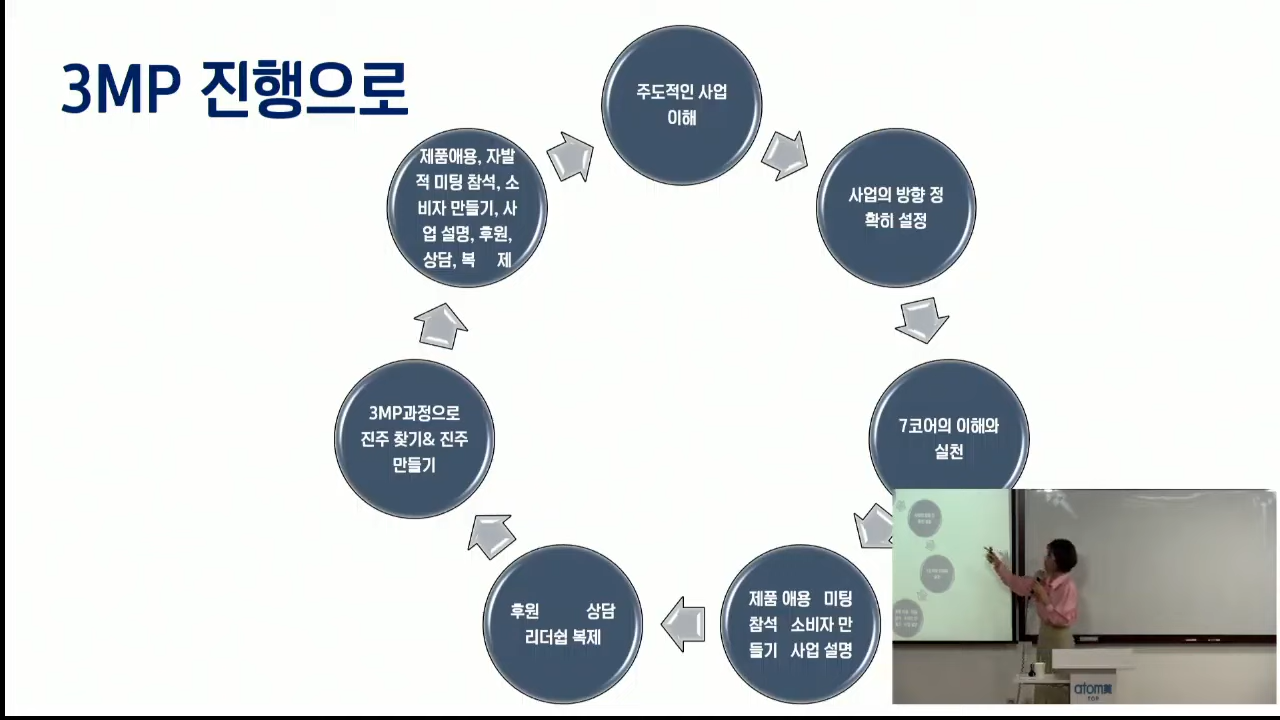 3MP 진행으로
주도적인 사업
이해
사업의 방향 정
확히 설정
7코어의 이해와
실천
제품 애용 미팅
참석 소비자 만
들기 사업 설명
후원 상담
리더쉽 복제
3MP과정으로
진주 찾기& 진주
만들기
제품애용, 자발
적 미팅 참석, 소
비자 만들기, 사
업 설명, 후원,
상담, 복 제
atom美
TOP